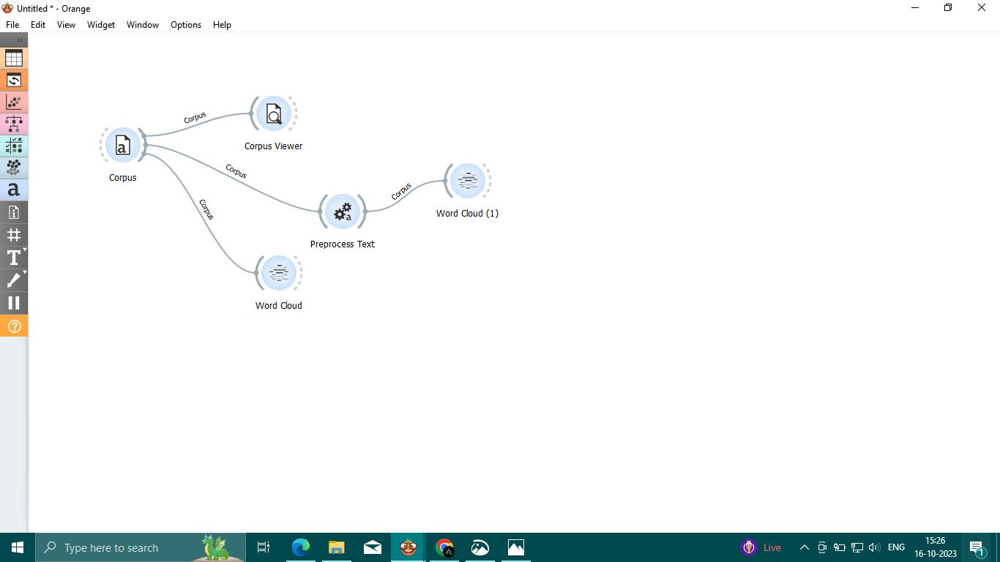 Untitled * - Orange
File Edit View Widget Window Options Help
Corpus
Corpus Viewer
Corpus
a
Corpus
Corpus
Corpus
a
Preprocess Text
Word Cloud (1)
Word Cloud
a
T
Type here to search
Live
ENG
15:26
16-10-2023
1